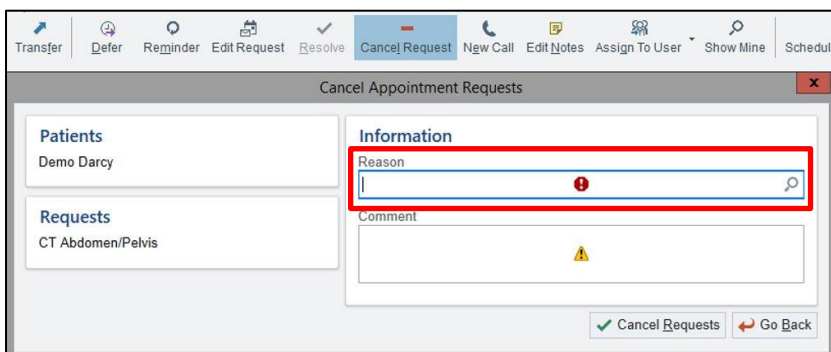 Transfer Defer Reminder Edit Request Resolve Cancel Request New Call Edit Notes Assign To User Show Mine Schedul
Cancel Appointment Requests x
Patients
Demo Darcy
Requests
CT Abdomen/Pelvis
Information
Reason
Comment
Cancel Requests Go Back